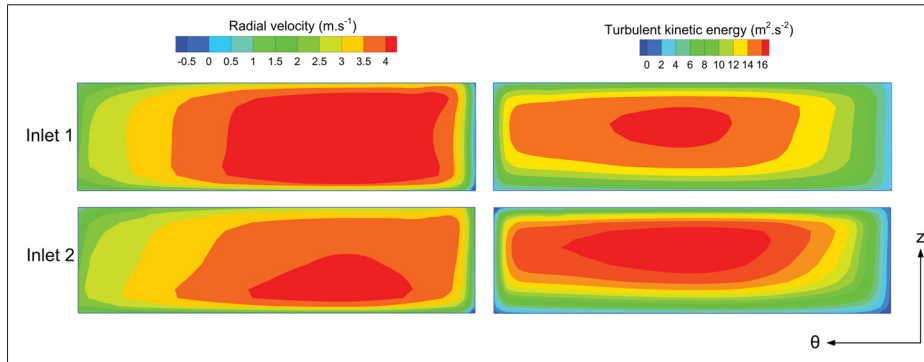 Radial velocity (m.s⁻¹)
-0.5 0 0.5 1 1.5 2 2.5 3 3.5 4
Turbulent kinetic energy (m².s⁻²)
0 2 4 6 8 10 12 14 16
Inlet 1
Inlet 2
z
θ